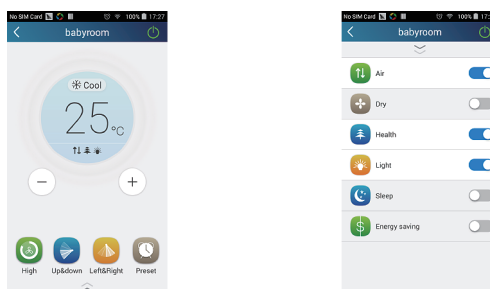 No SIM Card 100% 17:27
babyroom
Cool
25°C
High Up&down Left&Right Preset
No SIM Card 100% 17:
babyroom
Air
Dry
Health
Light
Sleep
Energy saving